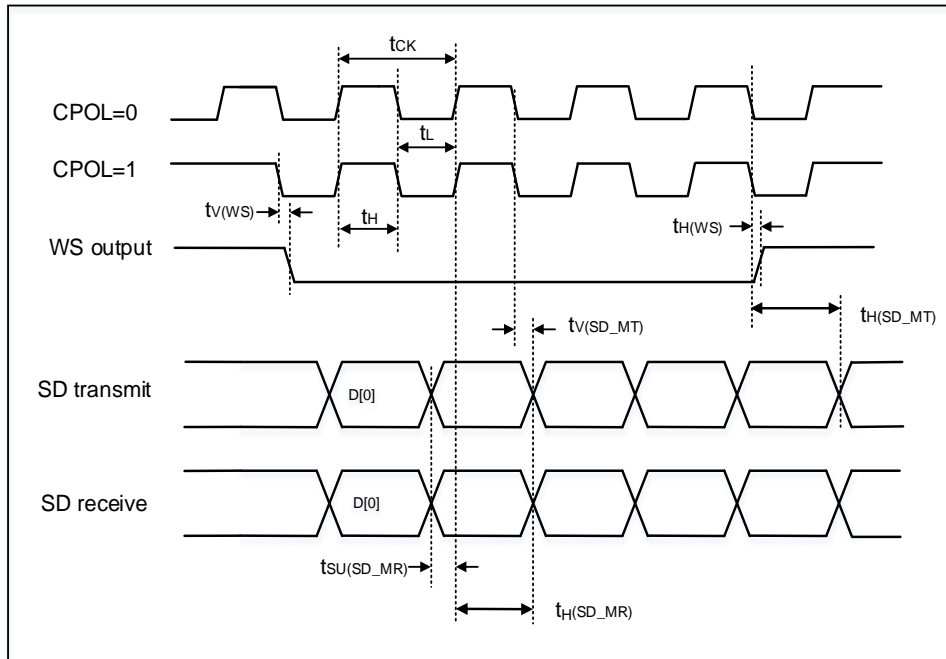 tCK
CPOL=0
tL
CPOL=1
tV(WS)
tH
tH(WS)
WS output
tV(SD_MT)
tH(SD_MT)
SD transmit
D[0]
SD receive
D[0]
tSU(SD_MR)
tH(SD_MR)